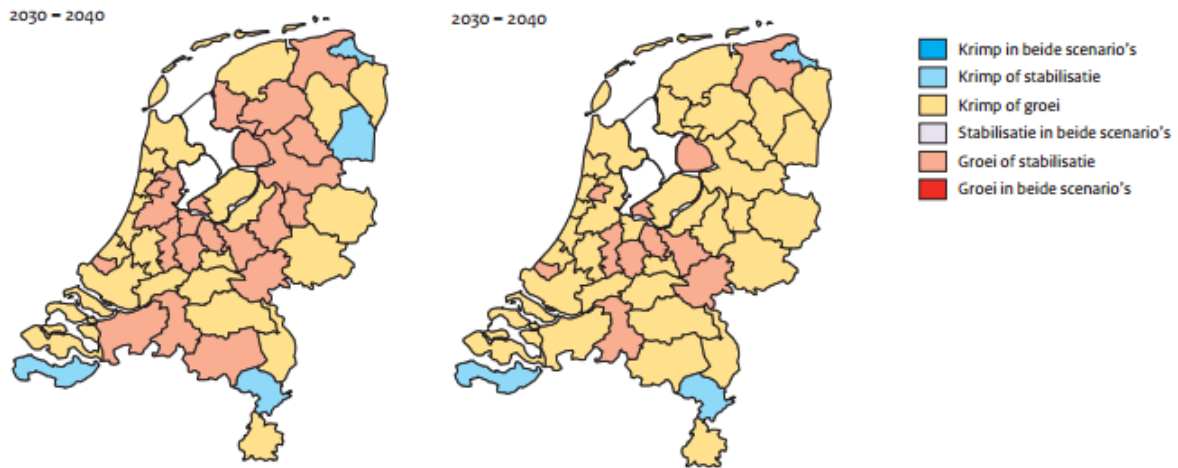 2030 – 2040
2030 – 2040
Krimp in beide scenario's
Krimp of stabilisatie
Krimp of groei
Stabilisatie in beide scenario's
Groei of stabilisatie
Groei in beide scenario's